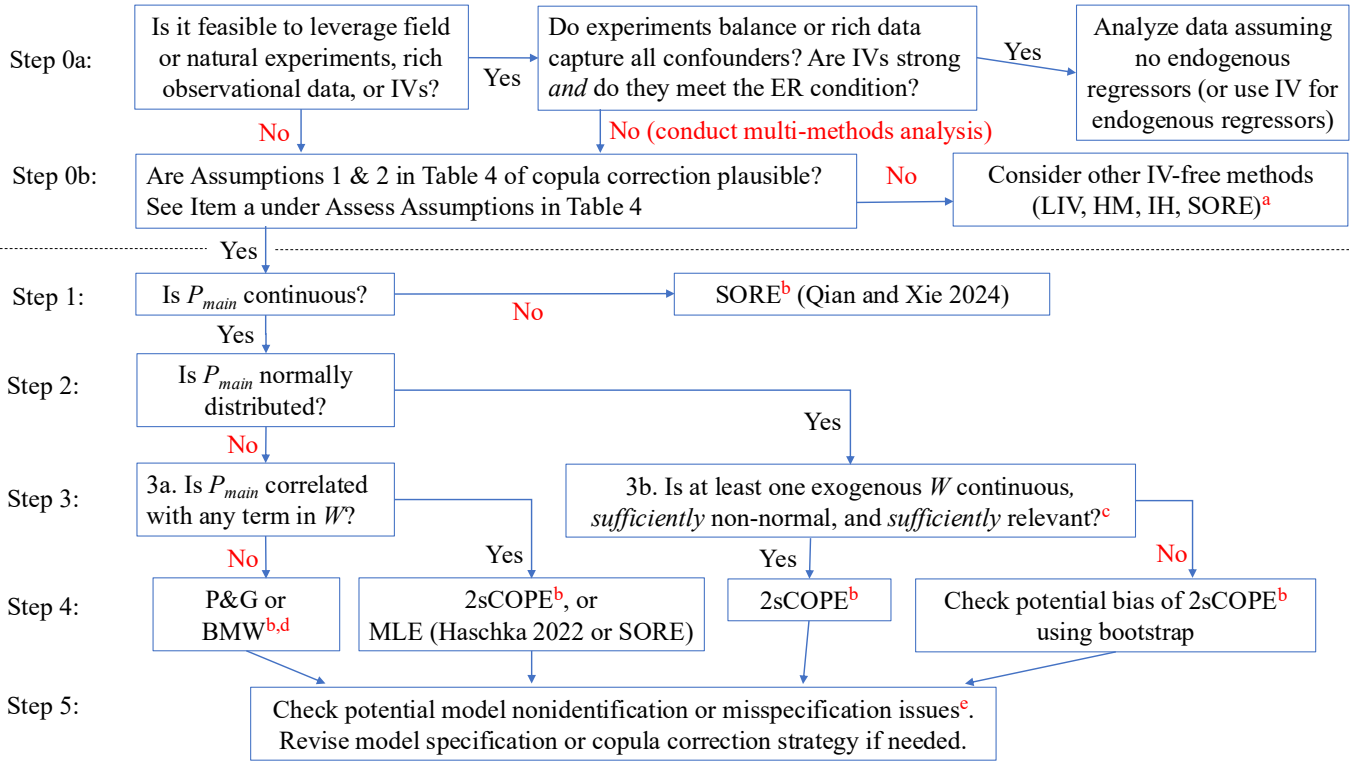 Step 0a:
Is it feasible to leverage field
or natural experiments, rich
observational data, or IVs?
Yes
Do experiments balance or rich data
capture all confounders? Are IVs strong
and do they meet the ER condition?
Yes
Analyze data assuming
no endogenous
regressors (or use IV for
endogenous regressors)
No
No (conduct multi-methods analysis)
Step 0b:
Are Assumptions 1 & 2 in Table 4 of copula correction plausible?
See Item a under Assess Assumptions in Table 4
No
Consider other IV-free methods
(LIV, HM, IH, SORE)a
Yes
Step 1:
Is Pmain continuous?
No
SOREb (Qian and Xie 2024)
Yes
Step 2:
Is Pmain normally
distributed?
Yes
No
Step 3:
3a. Is Pmain correlated
with any term in W?
3b. Is at least one exogenous W continuous,
sufficiently non-normal, and sufficiently relevant?c
No
Yes
Yes
No
Step 4:
P&G or
BMWb,d
2sCOPEb, or
MLE (Haschka 2022 or SORE)
2sCOPEb
Check potential bias of 2sCOPEb
using bootstrap
Step 5:
Check potential model nonidentification or misspecification issuese.
Revise model specification or copula correction strategy if needed.